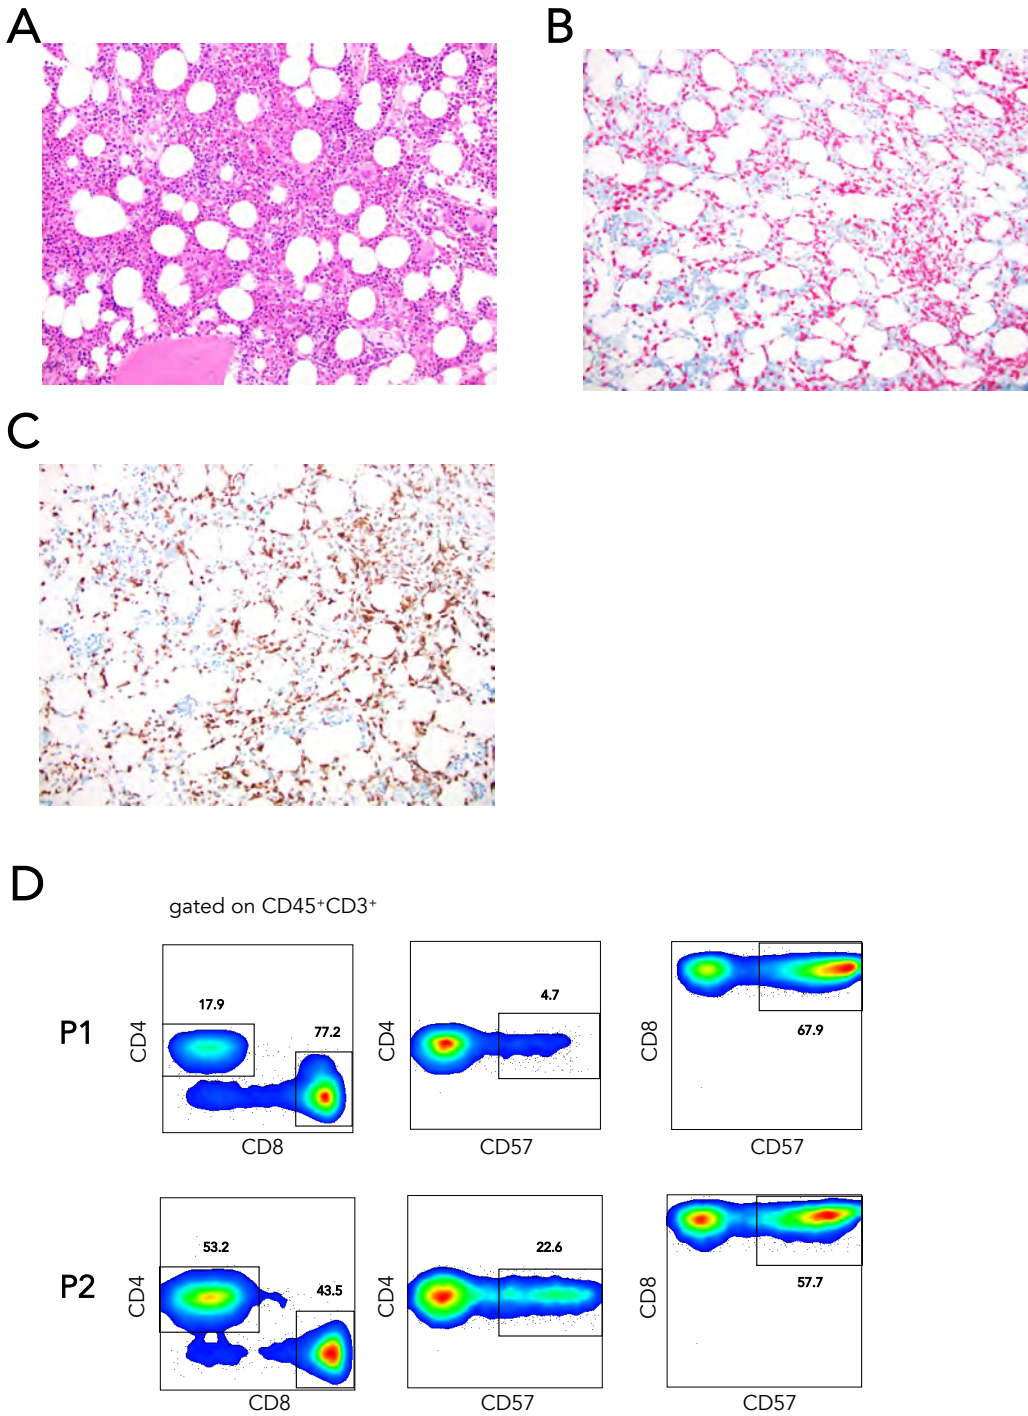 A
B
C
D
gated on CD45+CD3+
P1
CD4
17.9
77.2
CD8
CD4
4.7
CD57
CD8
67.9
CD57
P2
CD4
53.2
43.5
CD8
CD4
22.6
CD57
CD8
57.7
CD57